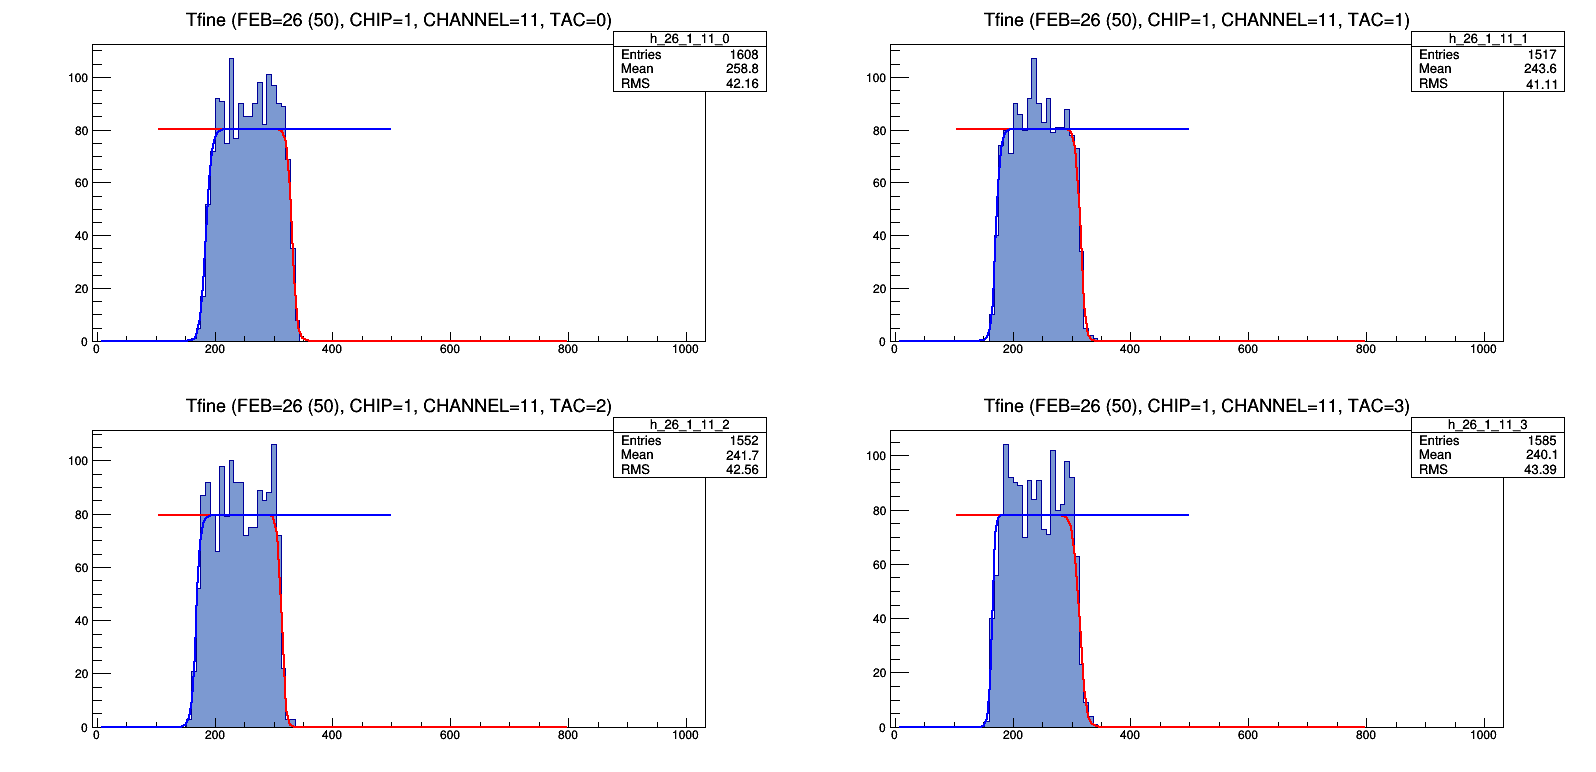 Tfine (FEB=26 (50), CHIP=1, CHANNEL=11, TAC=0)
h_26_1_11_0
Entries 1608
Mean 258.8
RMS 42.16
100
80
60
40
20
0
0 200 400 600 800 1000
Tfine (FEB=26 (50), CHIP=1, CHANNEL=11, TAC=1)
h_26_1_11_1
Entries 1517
Mean 243.6
RMS 41.11
100
80
60
40
20
0
0 200 400 600 800 1000
Tfine (FEB=26 (50), CHIP=1, CHANNEL=11, TAC=2)
h_26_1_11_2
Entries 1552
Mean 241.7
RMS 42.56
100
80
60
40
20
0
0 200 400 600 800 1000
Tfine (FEB=26 (50), CHIP=1, CHANNEL=11, TAC=3)
h_26_1_11_3
Entries 1585
Mean 240.1
RMS 43.39
100
80
60
40
20
0
0 200 400 600 800 1000